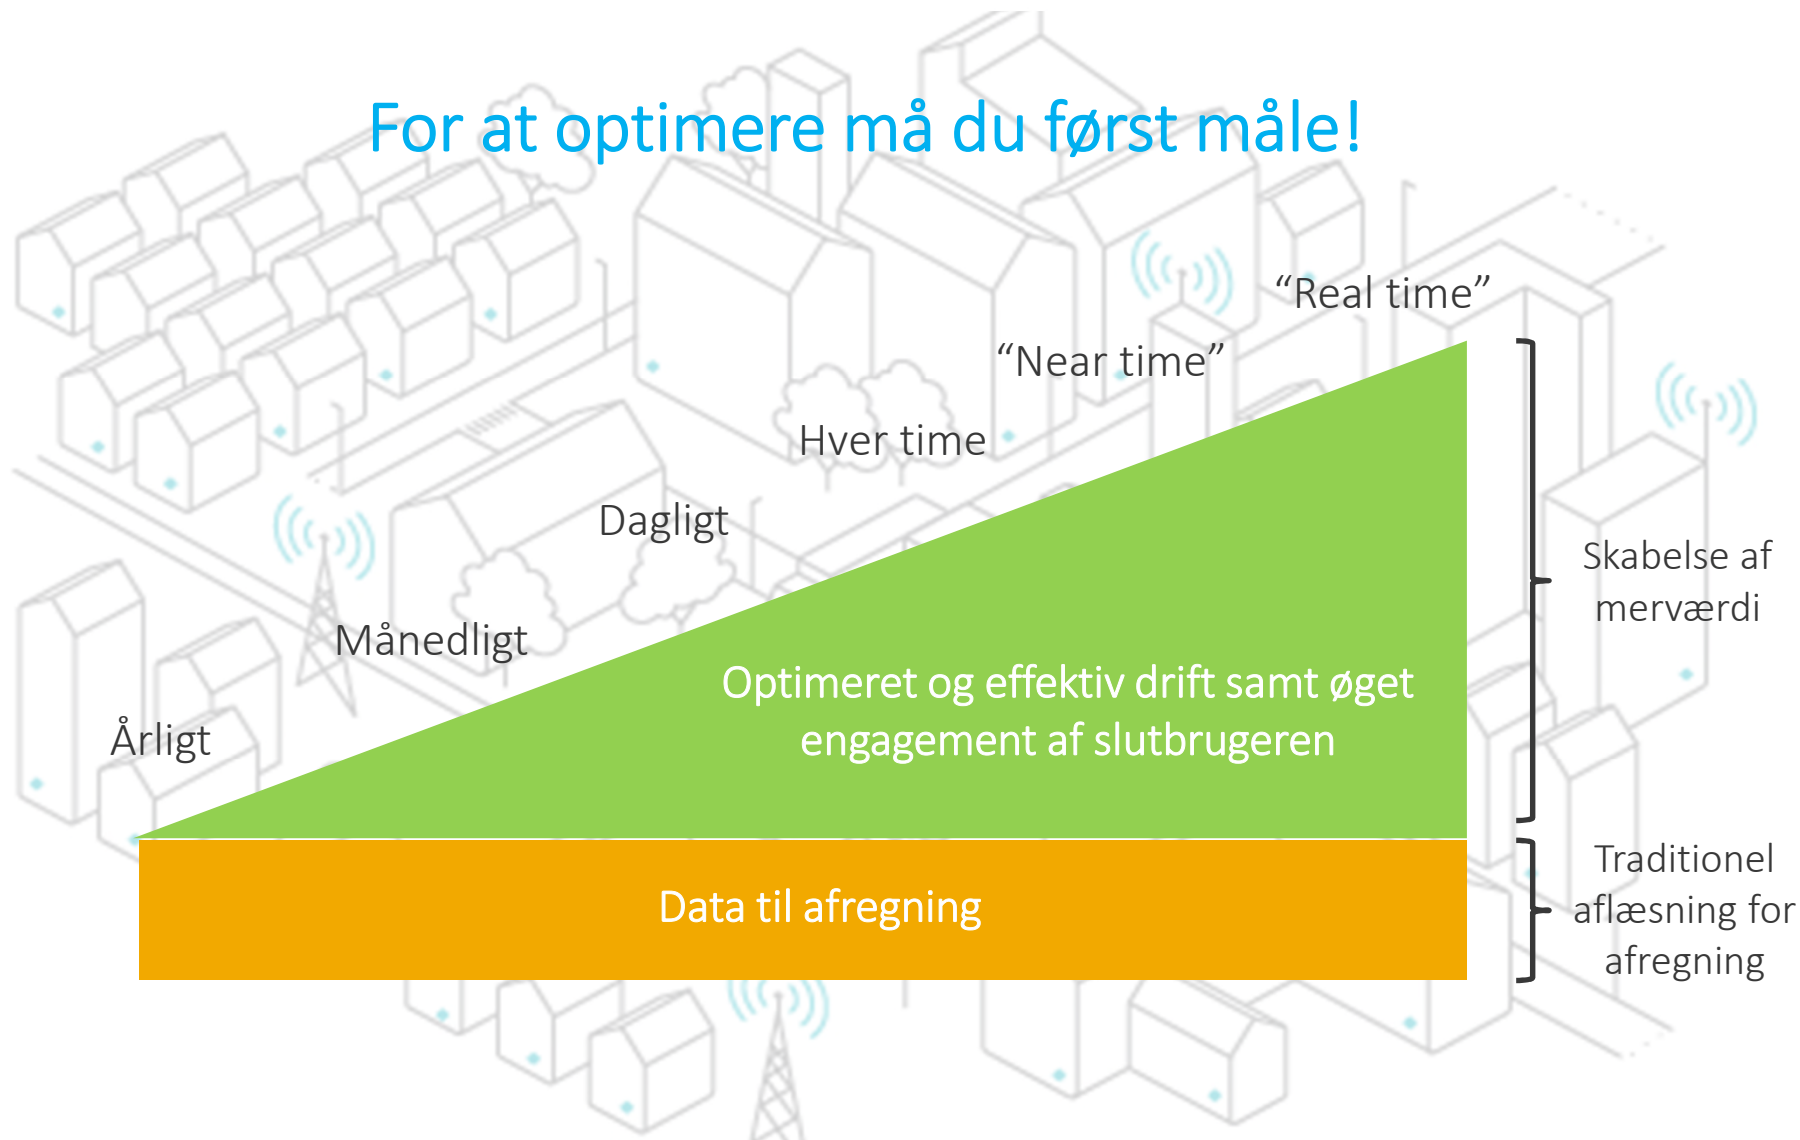 For at optimere må du først måle!
“Real time”
“Near time”
Hver time
Dagligt
Månedligt
Årligt
Optimeret og effektiv drift samt øget
engagement af slutbrugeren
Data til afregning
Skabelse af
merværdi
Traditionel
aflæsning for
afregning